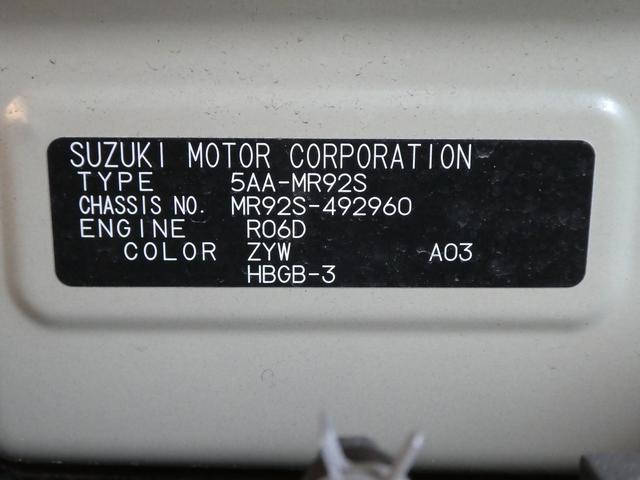 SUZUKI MOTOR CORPORATION
TYPE 5AA-MR92S
CHASSIS NO. MR92S-492960
ENGINE R06D
COLOR ZYW A03
HBGB-3